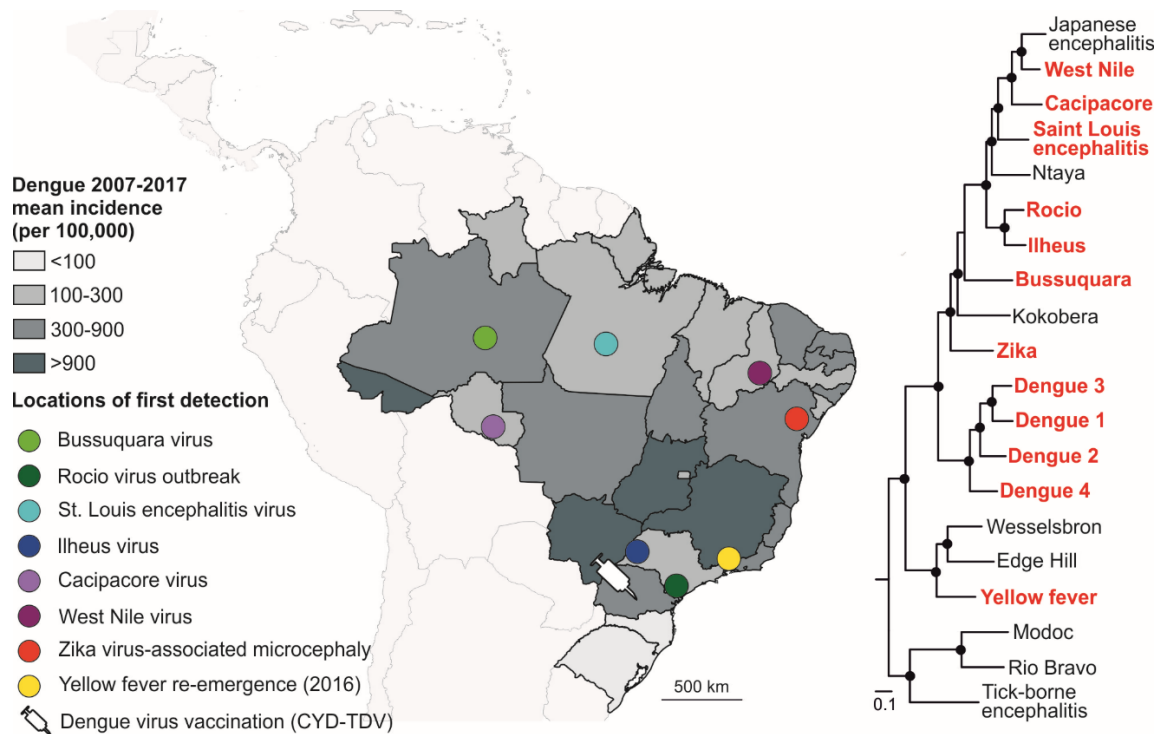 Dengue 2007-2017
mean incidence
(per 100,000)
<100
100-300
300-900
>900
Locations of first detection
Bussuquara virus
Rocio virus outbreak
St. Louis encephalitis virus
Ilheus virus
Cacipacore virus
West Nile virus
Zika virus-associated microcephaly
Yellow fever re-emergence (2016)
Dengue virus vaccination (CYD-TDV)
500 km
Japanese
encephalitis
West Nile
Cacipacore
Saint Louis
encephalitis
Ntaya
Rocio
Ilheus
Bussuquara
Kokobera
Zika
Dengue 3
Dengue 1
Dengue 2
Dengue 4
Wesselsbron
Edge Hill
Yellow fever
Modoc
Rio Bravo
Tick-borne
encephalitis
0.1